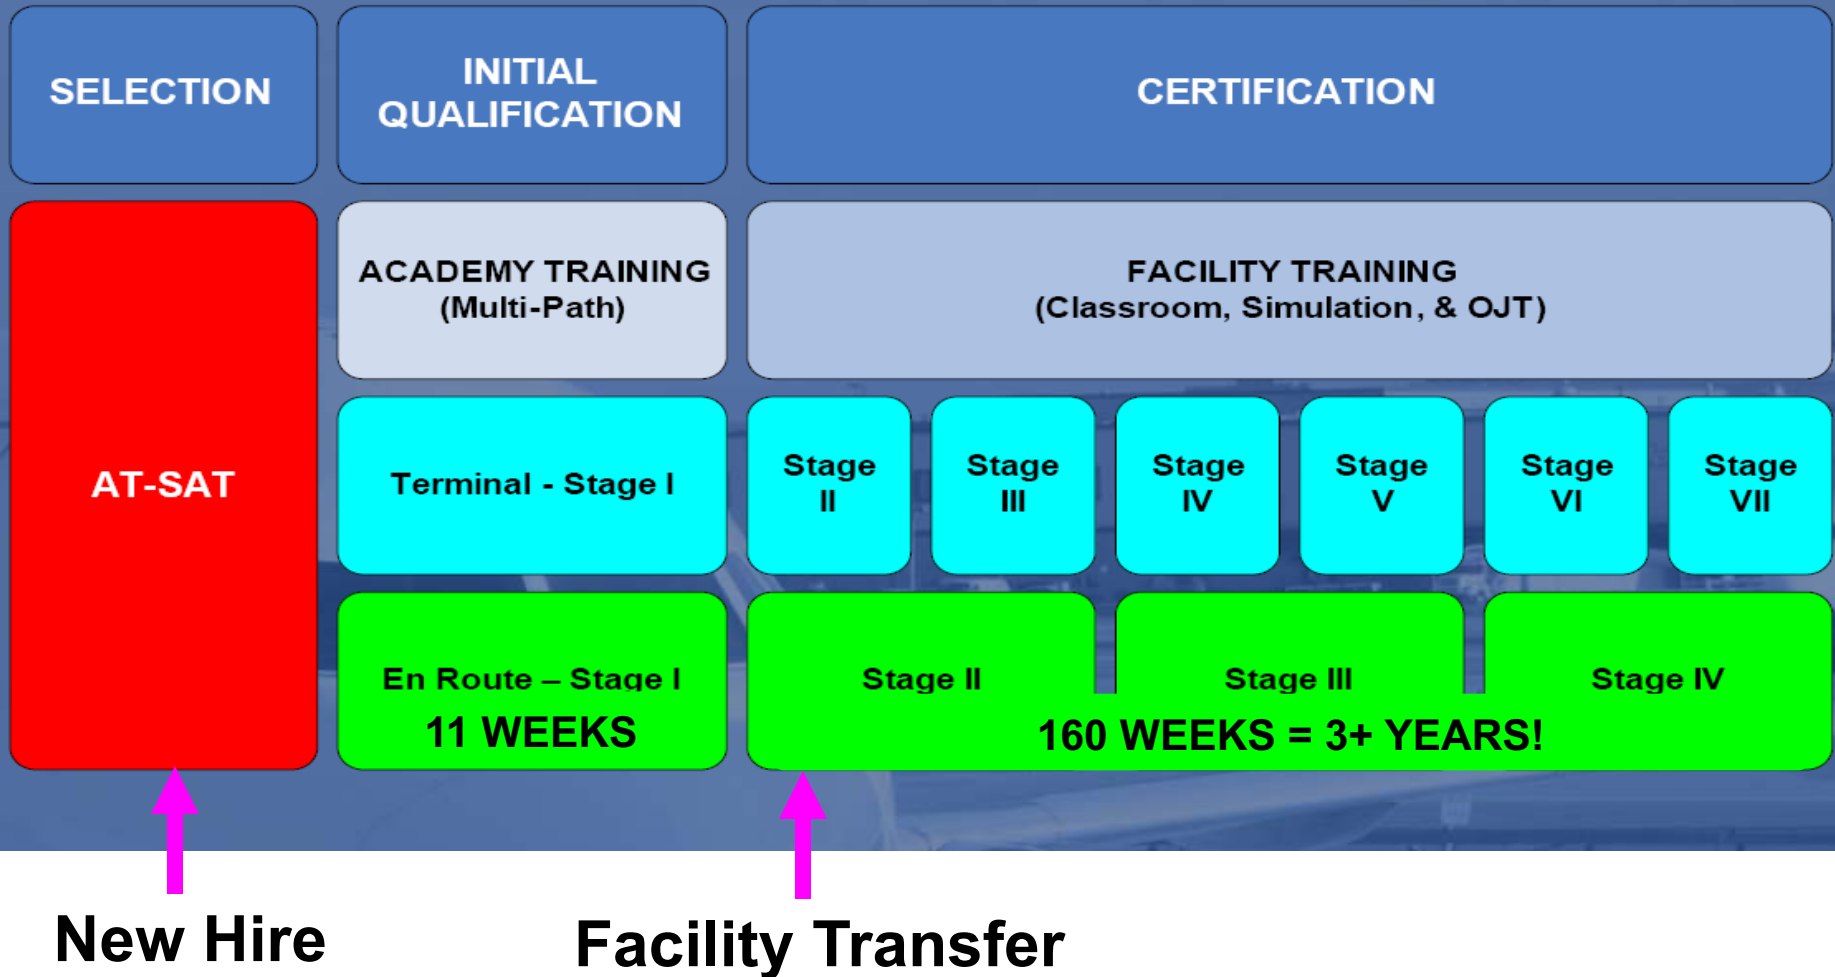 SELECTION
INITIAL
QUALIFICATION
CERTIFICATION
AT-SAT
ACADEMY TRAINING
(Multi-Path)
FACILITY TRAINING
(Classroom, Simulation, & OJT)
Terminal - Stage I
Stage
II
Stage
III
Stage
IV
Stage
V
Stage
VI
Stage
VII
En Route – Stage I
11 WEEKS
Stage II
Stage III
Stage IV
160 WEEKS = 3+ YEARS!
New Hire
Facility Transfer